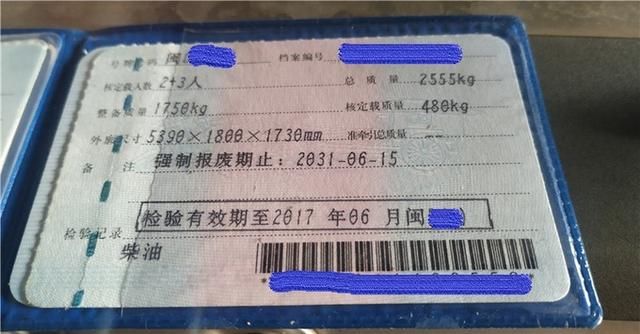 号牌号码 闽 档案编号
核定载人数 2+3人 总质量 2555kg
整备质量 1750kg 核定载质量 480kg
外廓尺寸 5390×1800×1730mm 准牵引总质量 --
备注 强制报废期止：2031-06-15
检验记录 检验有效期至2017 年06 月闽
柴油